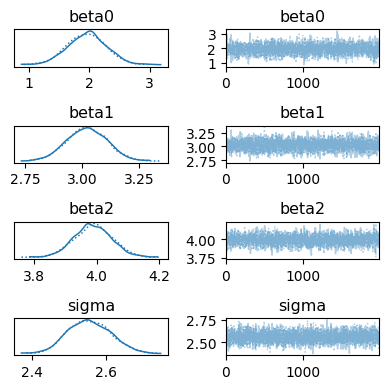 beta0 beta0
3
2
1
1 2 3 0 1000
beta1 beta1
3.25
3.00
2.75
2.75 3.00 3.25 0 1000
beta2 beta2
4.00
3.75
3.8 4.0 4.2 0 1000
sigma sigma
2.75
2.50
2.4 2.6 0 1000